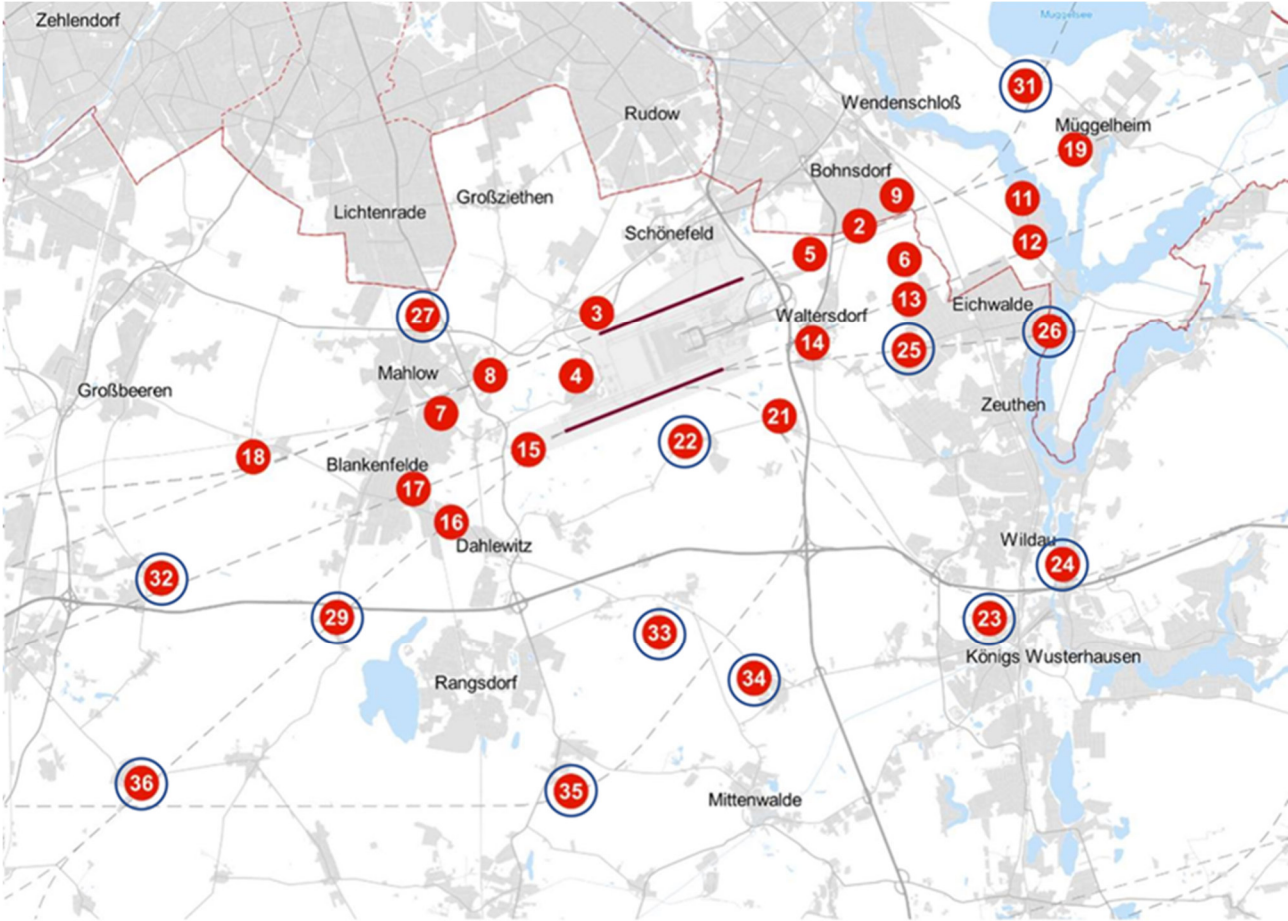 Zehlendorf
Müggelsee
31
Wendenschloß
Rudow
Müggelheim
19
Bohnsdorf
9
Großziethen
11
Lichtenrade
2
Schönefeld
12
5
6
13
Eichwalde
3
27
Waltersdorf
26
14
25
Mahlow
8
4
Großbeeren
Zeuthen
7
21
22
15
18
Blankenfelde
17
16
Dahlewitz
Wildau
24
32
29
23
33
Königs Wusterhausen
34
Rangsdorf
36
35
Mittenwalde